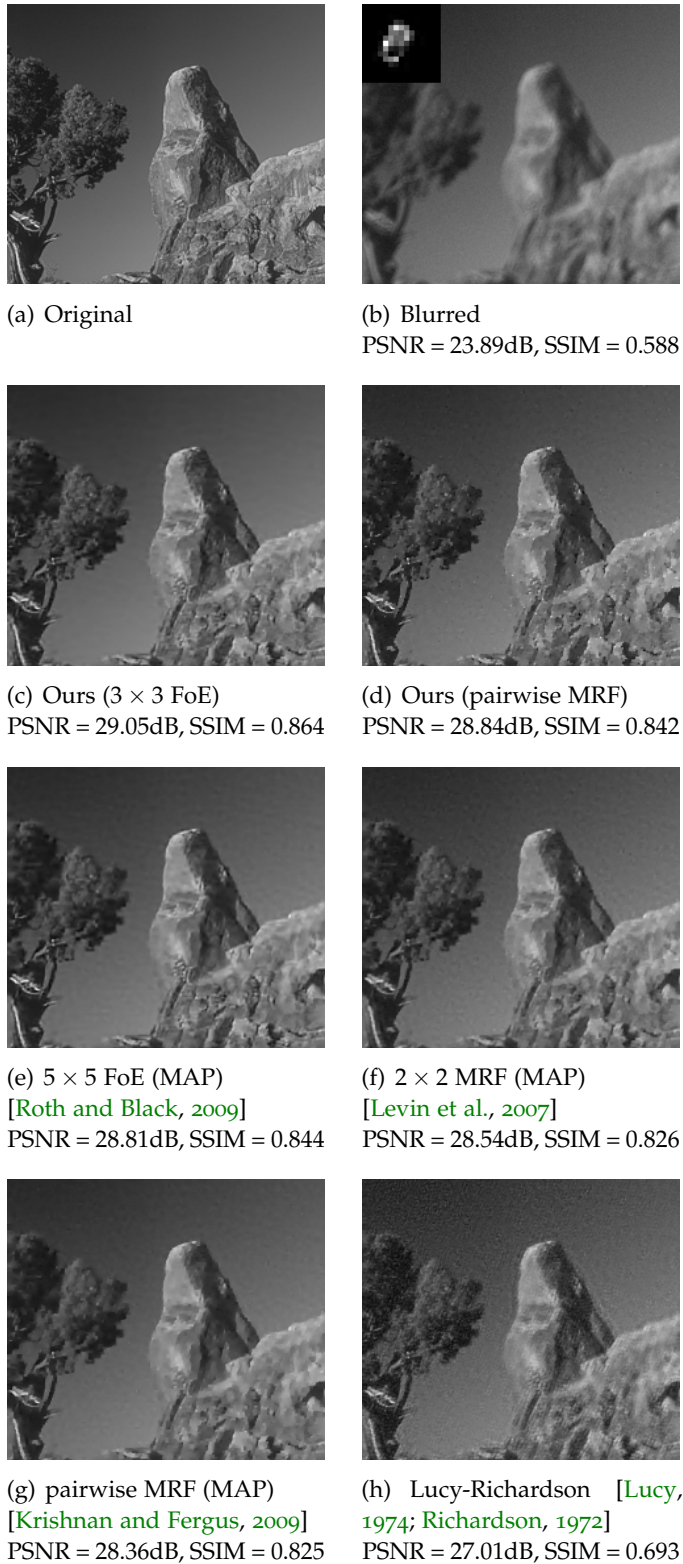 (a) Original
(b) Blurred
PSNR = 23.89dB, SSIM = 0.588
(c) Ours (3 × 3 FoE)
PSNR = 29.05dB, SSIM = 0.864
(d) Ours (pairwise MRF)
PSNR = 28.84dB, SSIM = 0.842
(e) 5 × 5 FoE (MAP)
[Roth and Black, 2009]
PSNR = 28.81dB, SSIM = 0.844
(f) 2 × 2 MRF (MAP)
[Levin et al., 2007]
PSNR = 28.54dB, SSIM = 0.826
(g) pairwise MRF (MAP)
[Krishnan and Fergus, 2009]
PSNR = 28.36dB, SSIM = 0.825
(h) Lucy-Richardson [Lucy,
1974; Richardson, 1972]
PSNR = 27.01dB, SSIM = 0.693